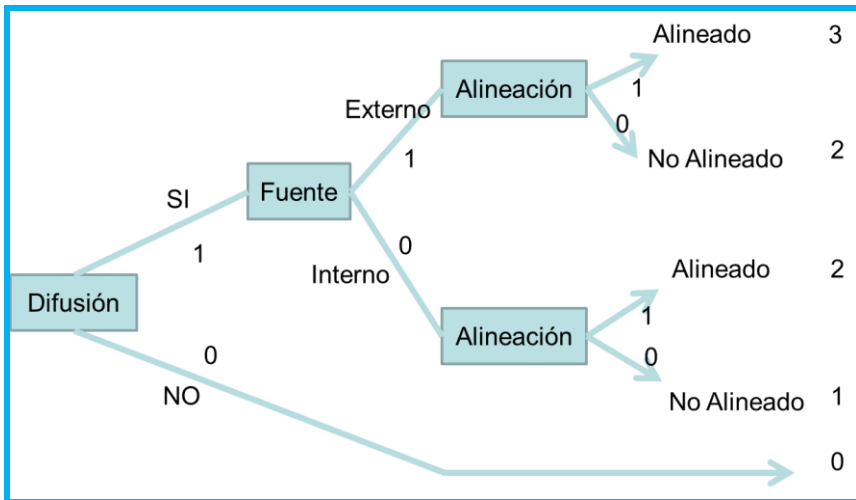 Alineado 3
Alineación
1
Externo
0
1
No Alineado 2
Fuente
SI
0
1
Interno
Alineado 2
Difusión
1
Alineación
0
0
NO
No Alineado 1
0